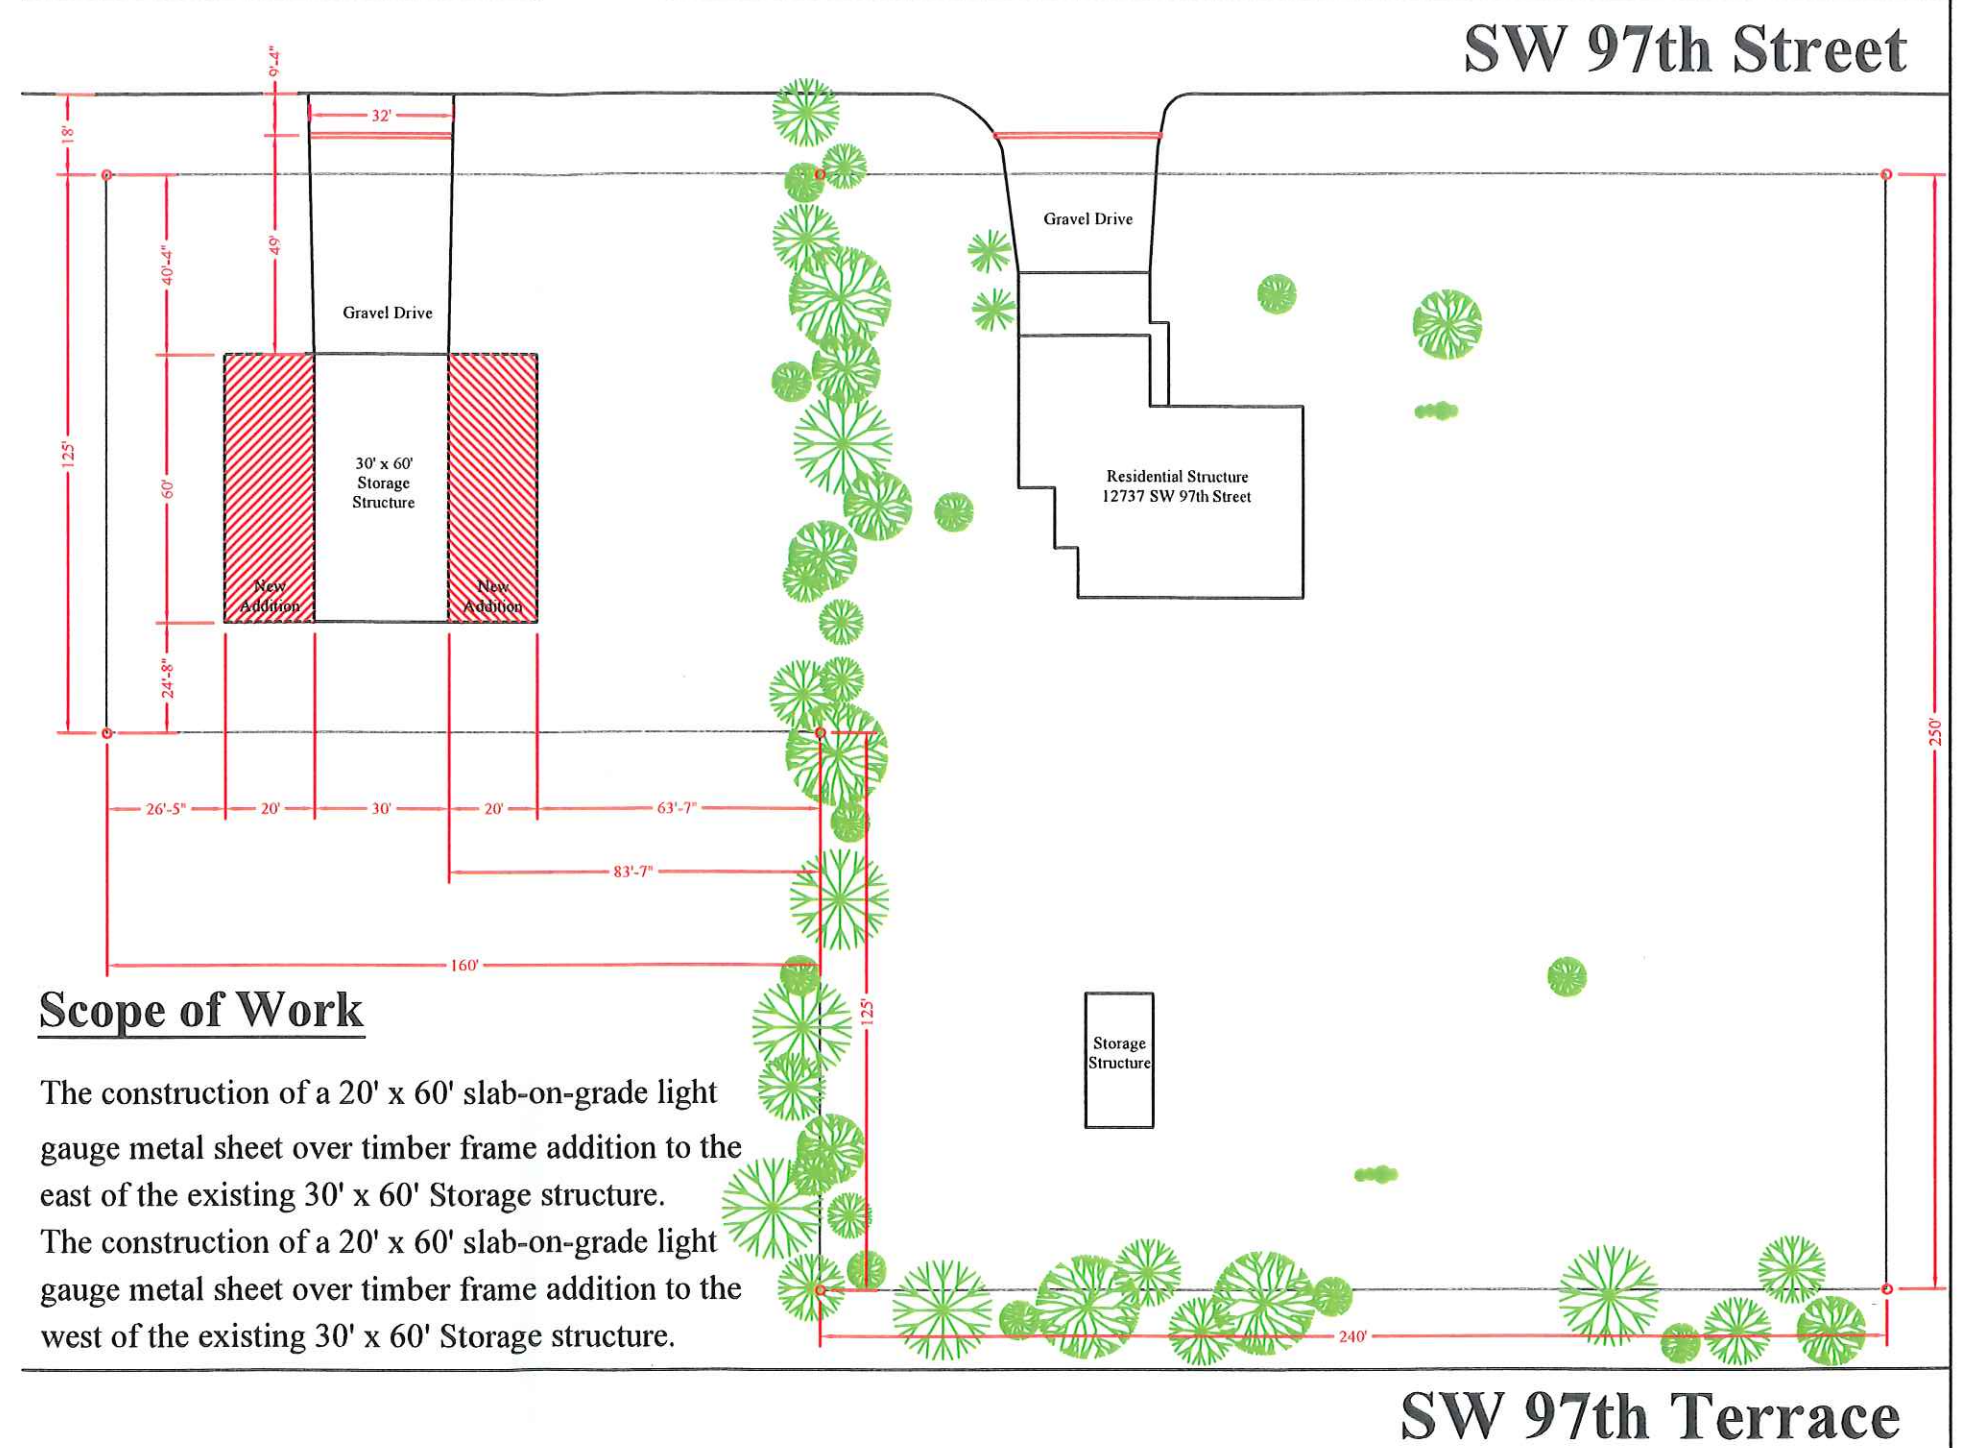 SW 97th Street
9'-4"
32'
18'
Gravel Drive
40'-4"
49'
Gravel Drive
125'
30' x 60'
Storage
Structure
60'
Residential Structure
12737 SW 97th Street
New
Addition
New
Addition
24'-8"
250'
26'-5"
20'
30'
20'
63'-7"
83'-7"
160'
125'
Scope of Work
Storage
Structure
The construction of a 20' x 60' slab-on-grade light
gauge metal sheet over timber frame addition to the
east of the existing 30' x 60' Storage structure.
The construction of a 20' x 60' slab-on-grade light
gauge metal sheet over timber frame addition to the
west of the existing 30' x 60' Storage structure.
240'
SW 97th Terrace